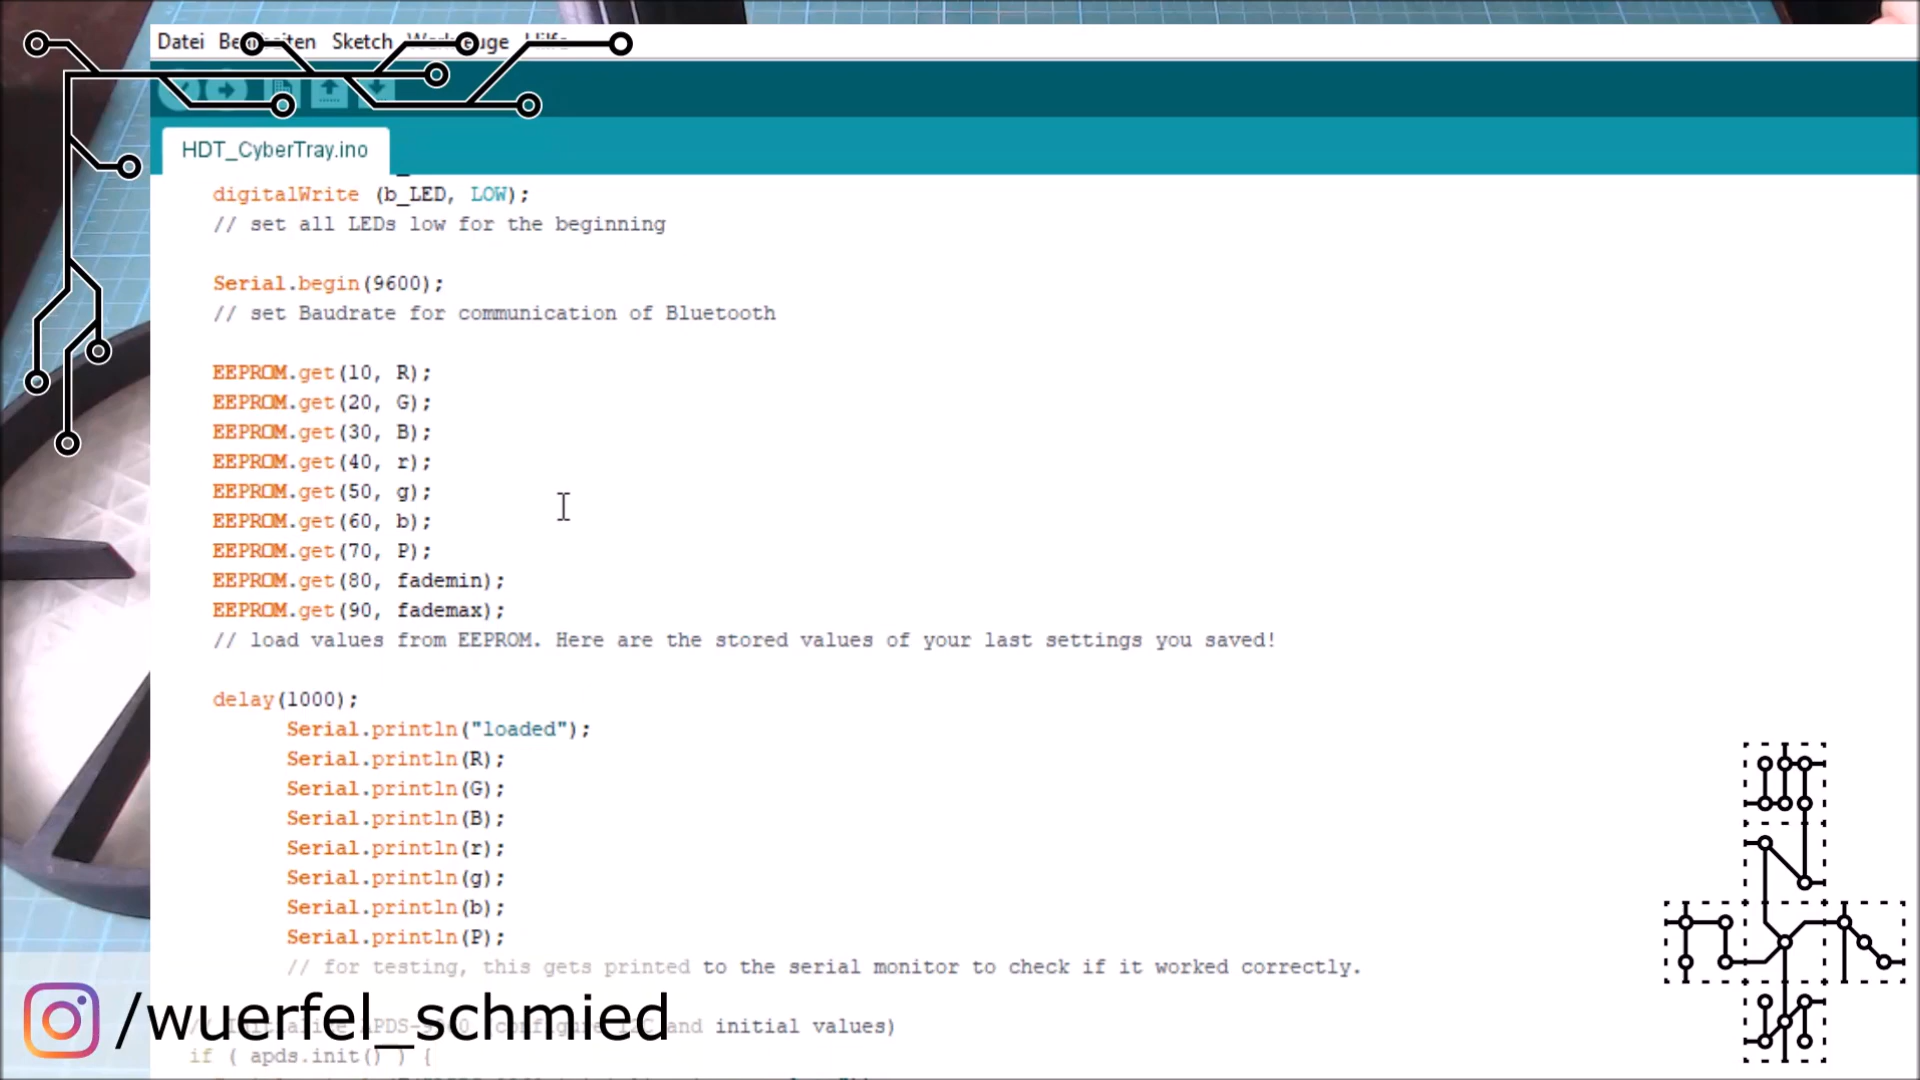 Datei Bearbeiten Sketch Werkzeuge Hilfe
HDT_CyberTray.ino
digitalWrite (b_LED, LOW);
// set all LEDs low for the beginning
Serial.begin(9600);
// set Baudrate for communication of Bluetooth
EEPROM.get(10, R);
EEPROM.get(20, G);
EEPROM.get(30, B);
EEPROM.get(40, r);
EEPROM.get(50, g);
EEPROM.get(60, b);
EEPROM.get(70, P);
EEPROM.get(80, fademin);
EEPROM.get(90, fademax);
// load values from EEPROM. Here are the stored values of your last settings you saved!
delay(1000);
Serial.println("loaded");
Serial.println(R);
Serial.println(G);
Serial.println(B);
Serial.println(r);
Serial.println(g);
Serial.println(b);
Serial.println(P);
// for testing, this gets printed to the serial monitor to check if it worked correctly.
/wuerfel_schmied
and initial values)
if ( apds.init() ) {